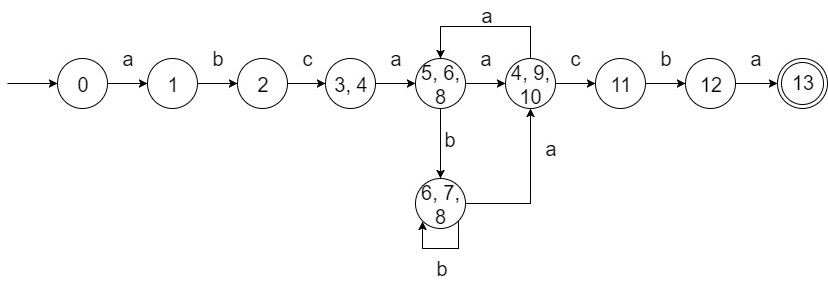 a
a b c a a c b a
0 1 2 3, 4 5, 6, 8 4, 9, 10 11 12 13
b a
6, 7, 8
b